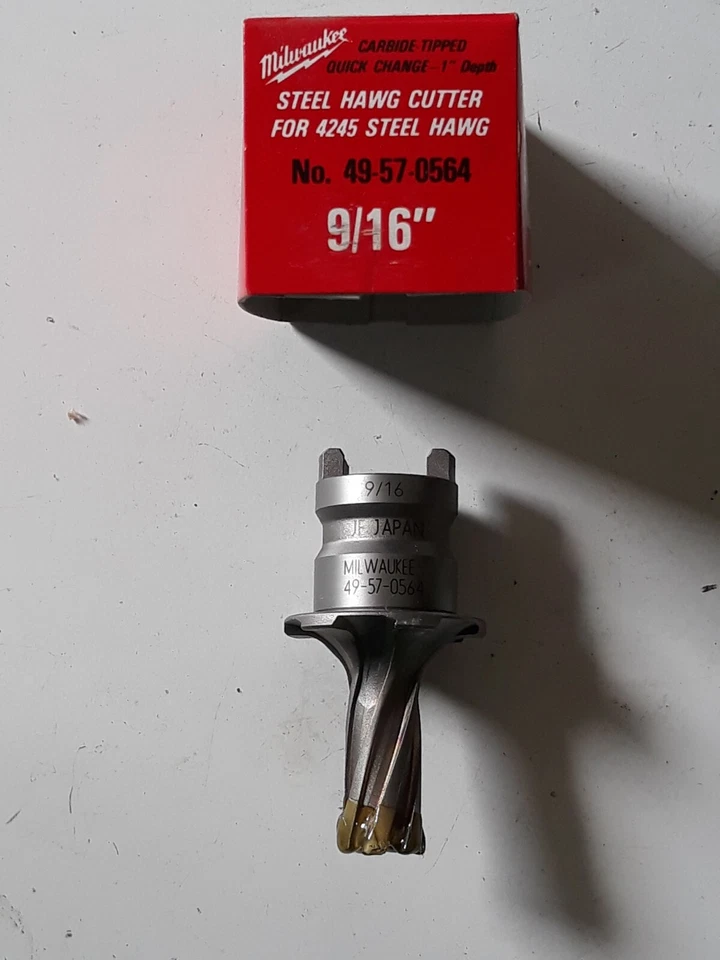 Milwaukee
CARBIDE-TIPPED
QUICK CHANGE-1" Depth
STEEL HAWG CUTTER
FOR 4245 STEEL HAWG
No. 49-57-0564
9/16"
9/16
JF JAPAN
MILWAUKEE
49-57-0564